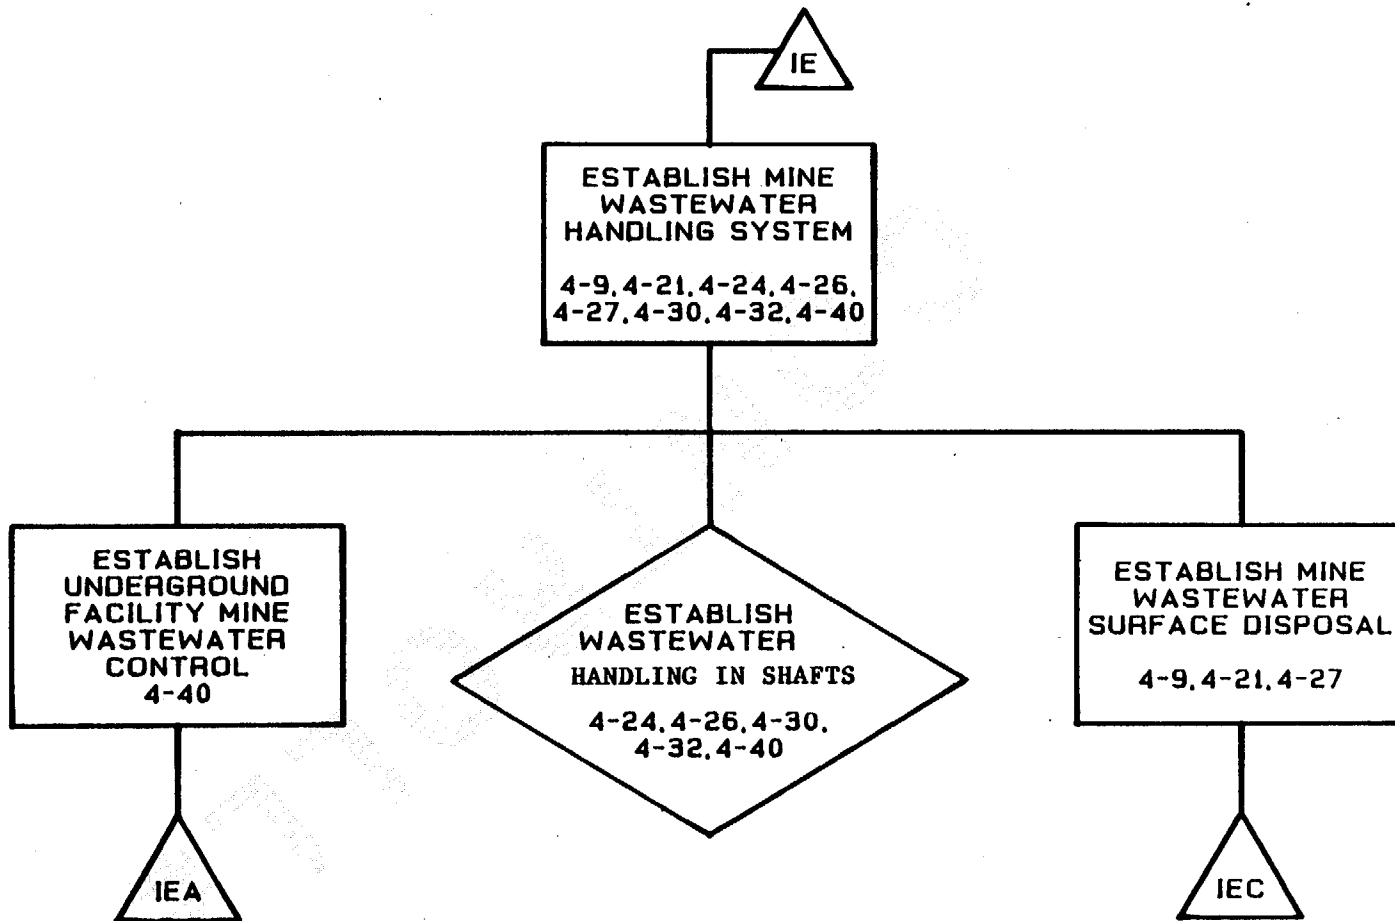 IE
ESTABLISH MINE
WASTEWATER
HANDLING SYSTEM
4-9,4-21,4-24,4-26,
4-27,4-30,4-32,4-40
ESTABLISH
UNDERGROUND
FACILITY MINE
WASTEWATER
CONTROL
4-40
ESTABLISH
WASTEWATER
HANDLING IN SHAFTS
4-24,4-26,4-30,
4-32,4-40
ESTABLISH MINE
WASTEWATER
SURFACE DISPOSAL
4-9,4-21,4-27
IEA
IEC